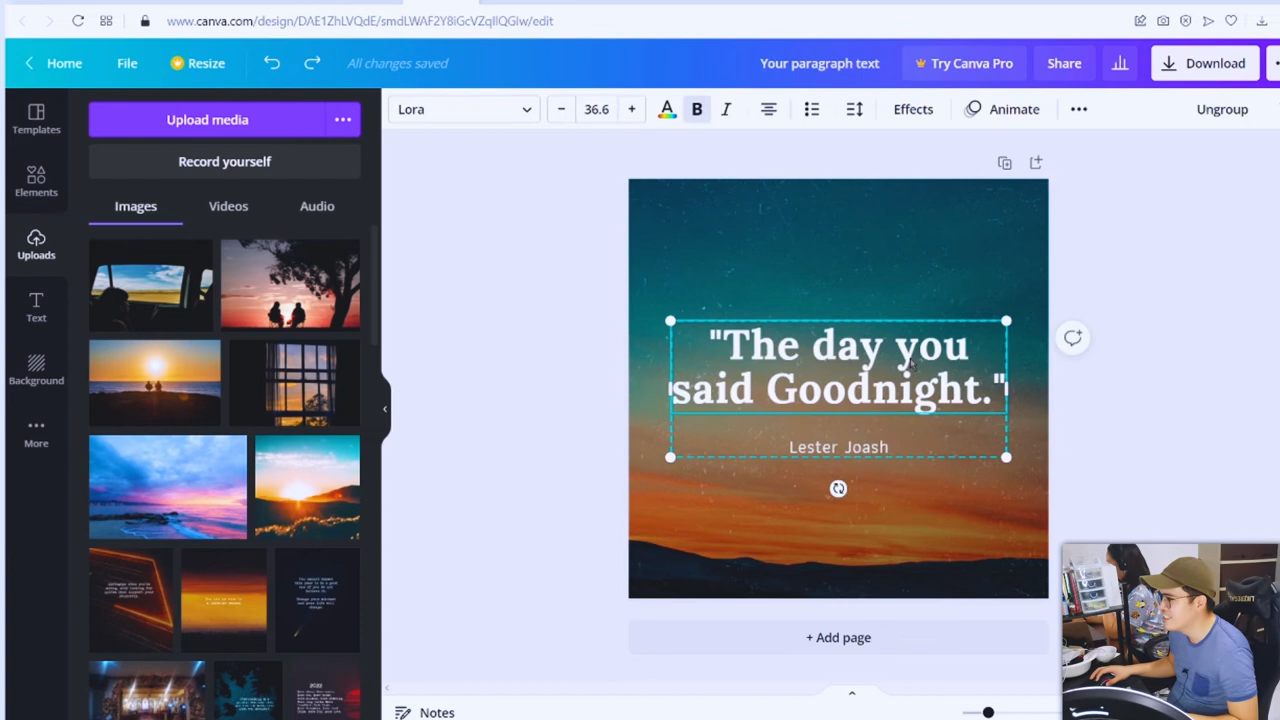 www.canva.com/design/DAE1ZhLVQdE/smdLWAF2Y8iGcVZqIlQGlw/edit
Home File Resize All changes saved Your paragraph text Try Canva Pro Share Download
Lora 36.6 A B I Effects Animate Ungroup
Templates
Elements
Uploads
Text
Background
More
Upload media
Record yourself
Images Videos Audio
"The day you
said Goodnight."
Lester Joash
+ Add page
Notes